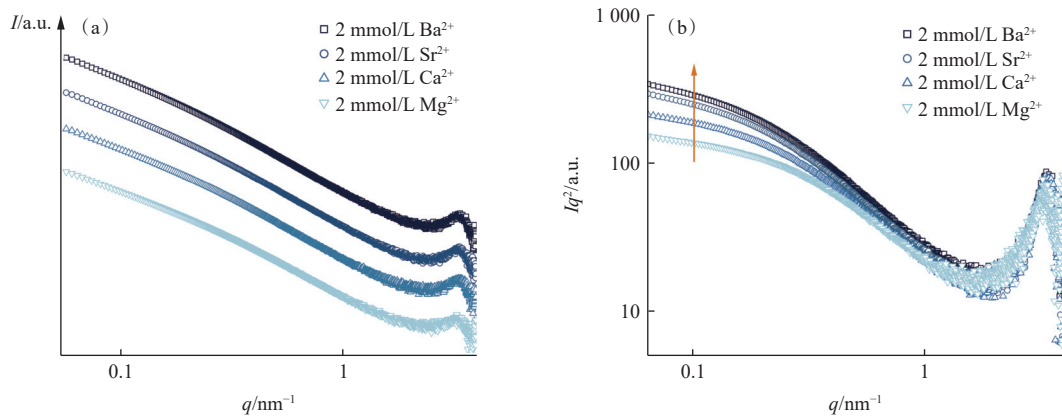 I/a.u.
(a)
2 mmol/L Ba²⁺
2 mmol/L Sr²⁺
2 mmol/L Ca²⁺
2 mmol/L Mg²⁺
0.1
1
q/nm⁻¹
1 000
(b)
2 mmol/L Ba²⁺
2 mmol/L Sr²⁺
2 mmol/L Ca²⁺
2 mmol/L Mg²⁺
100
Iq²/a.u.
10
0.1
1
q/nm⁻¹